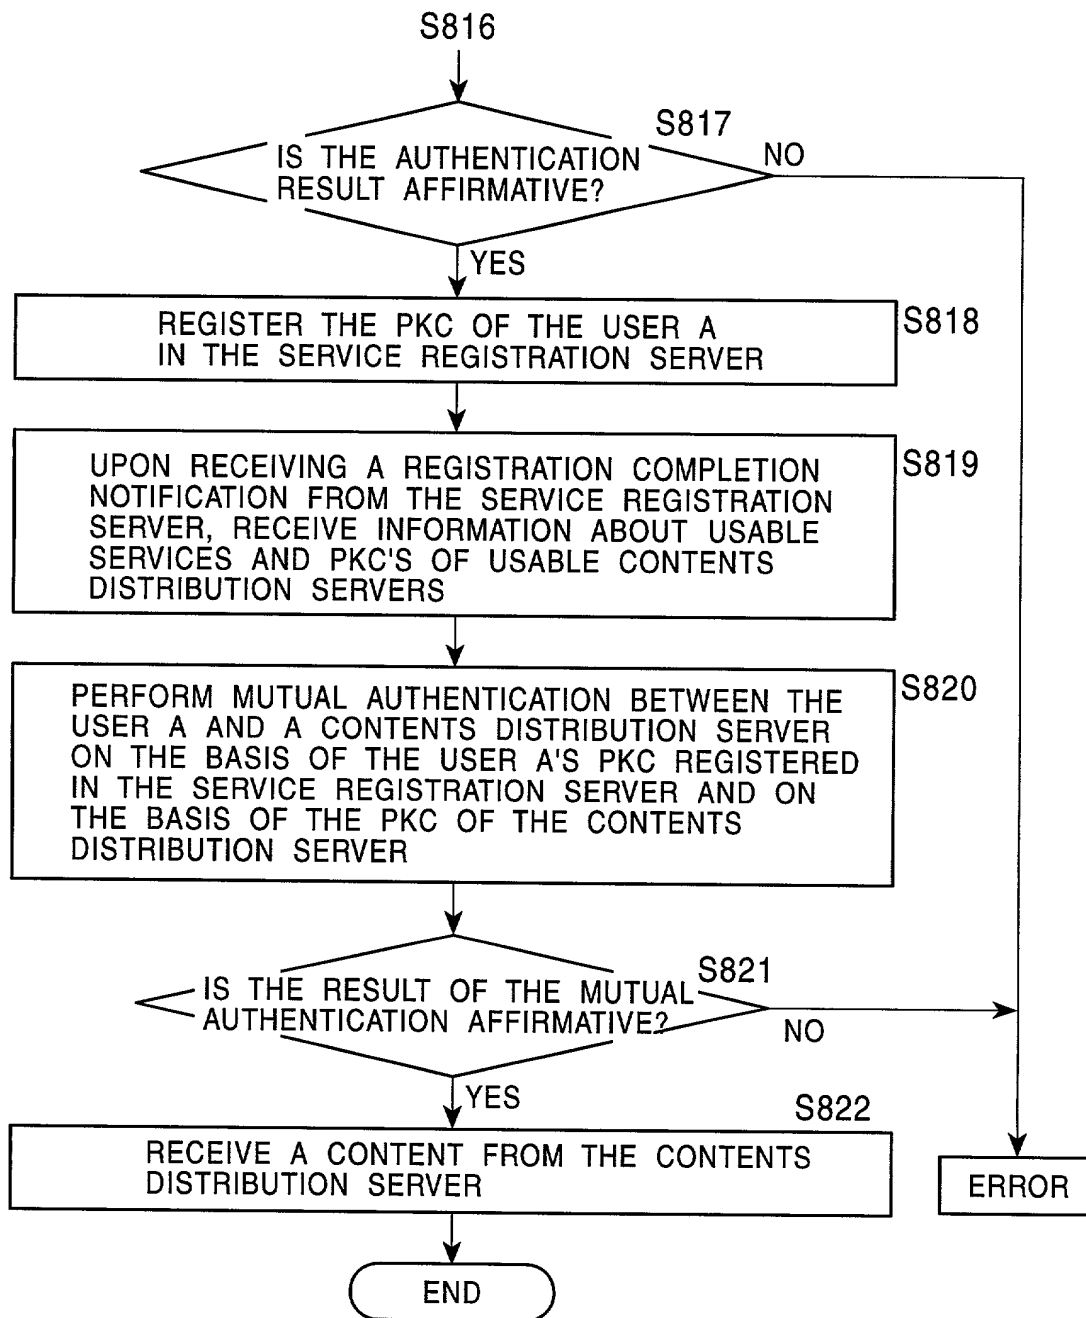 S816
S817
IS THE AUTHENTICATION
RESULT AFFIRMATIVE?
NO
YES
REGISTER THE PKC OF THE USER A
IN THE SERVICE REGISTRATION SERVER
S818
UPON RECEIVING A REGISTRATION COMPLETION
NOTIFICATION FROM THE SERVICE REGISTRATION
SERVER, RECEIVE INFORMATION ABOUT USABLE
SERVICES AND PKC'S OF USABLE CONTENTS
DISTRIBUTION SERVERS
S819
PERFORM MUTUAL AUTHENTICATION BETWEEN THE
USER A AND A CONTENTS DISTRIBUTION SERVER
ON THE BASIS OF THE USER A'S PKC REGISTERED
IN THE SERVICE REGISTRATION SERVER AND ON
THE BASIS OF THE PKC OF THE CONTENTS
DISTRIBUTION SERVER
S820
S821
IS THE RESULT OF THE MUTUAL
AUTHENTICATION AFFIRMATIVE?
NO
YES
S822
RECEIVE A CONTENT FROM THE CONTENTS
DISTRIBUTION SERVER
ERROR
END